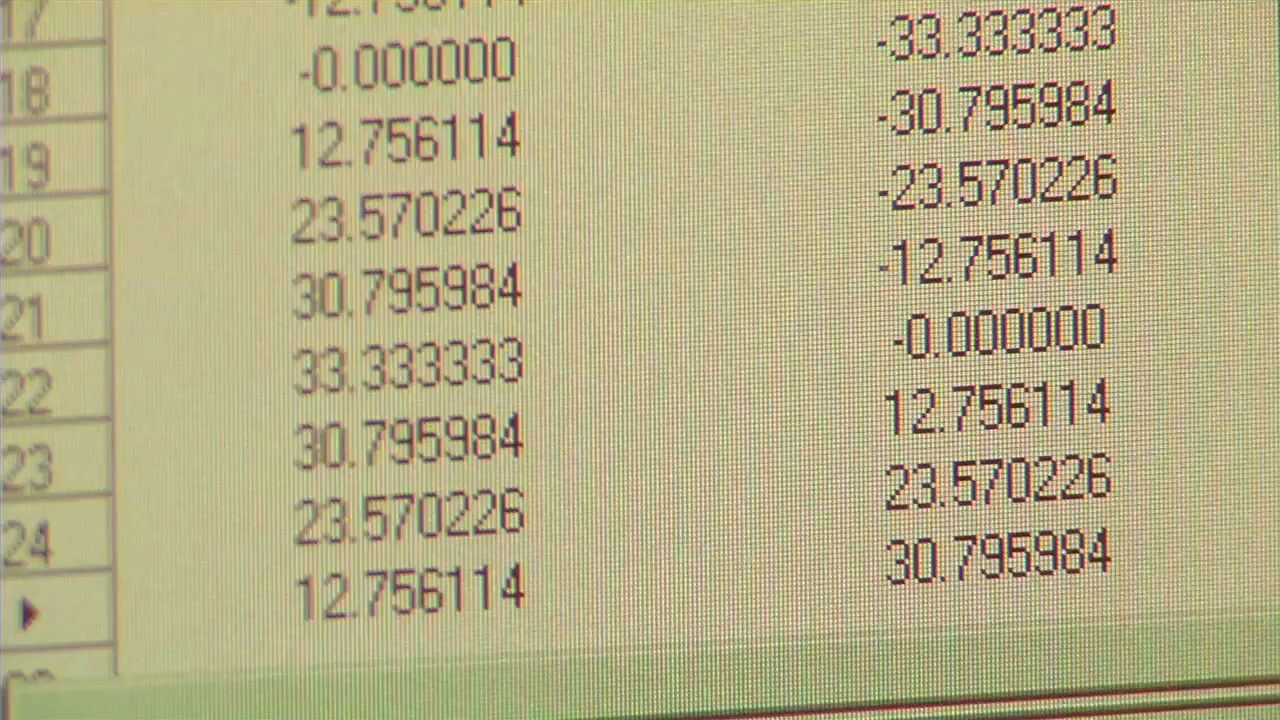 17
18 -0.000000 -33.333333
19 12.756114 -30.795984
20 23.570226 -23.570226
21 30.795984 -12.756114
22 33.333333 -0.000000
23 30.795984 12.756114
24 23.570226 23.570226
12.756114 30.795984